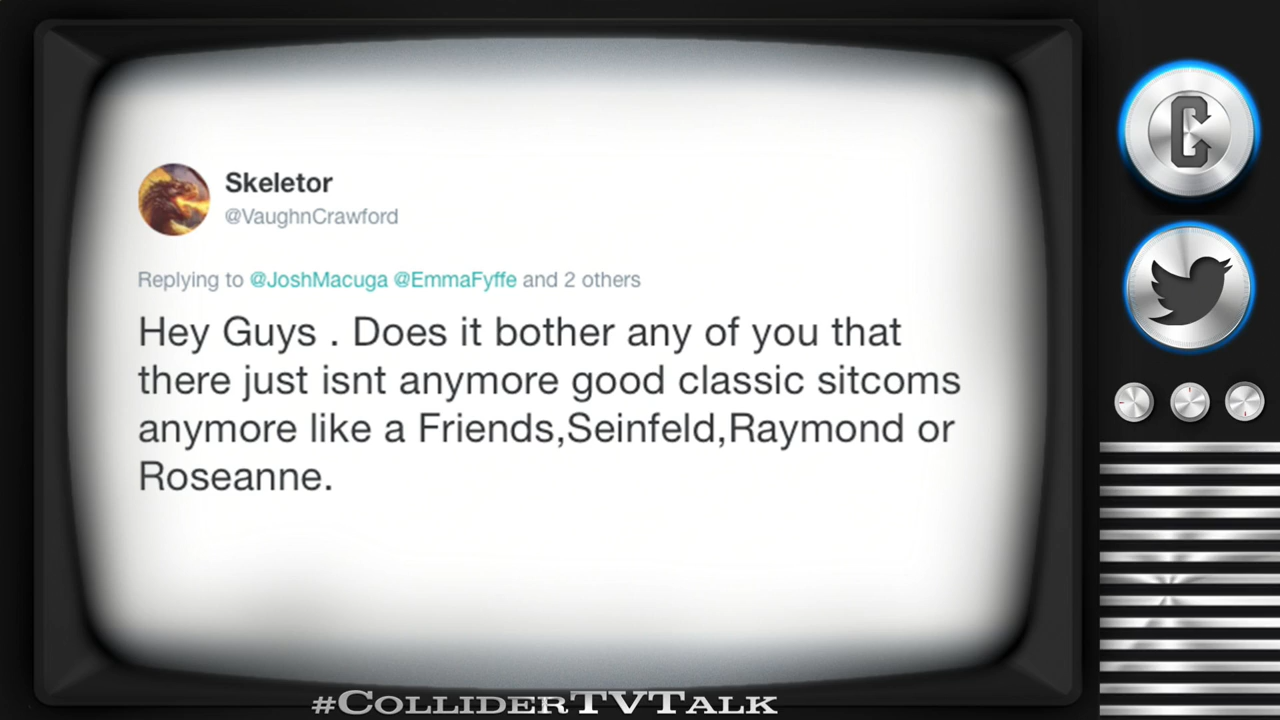 Skeletor
@VaughnCrawford
Replying to @JoshMacuga @EmmaFyffe and 2 others
Hey Guys . Does it bother any of you that
there just isnt anymore good classic sitcoms
anymore like a Friends,Seinfeld,Raymond or
Roseanne.
#ColliderTVTalk